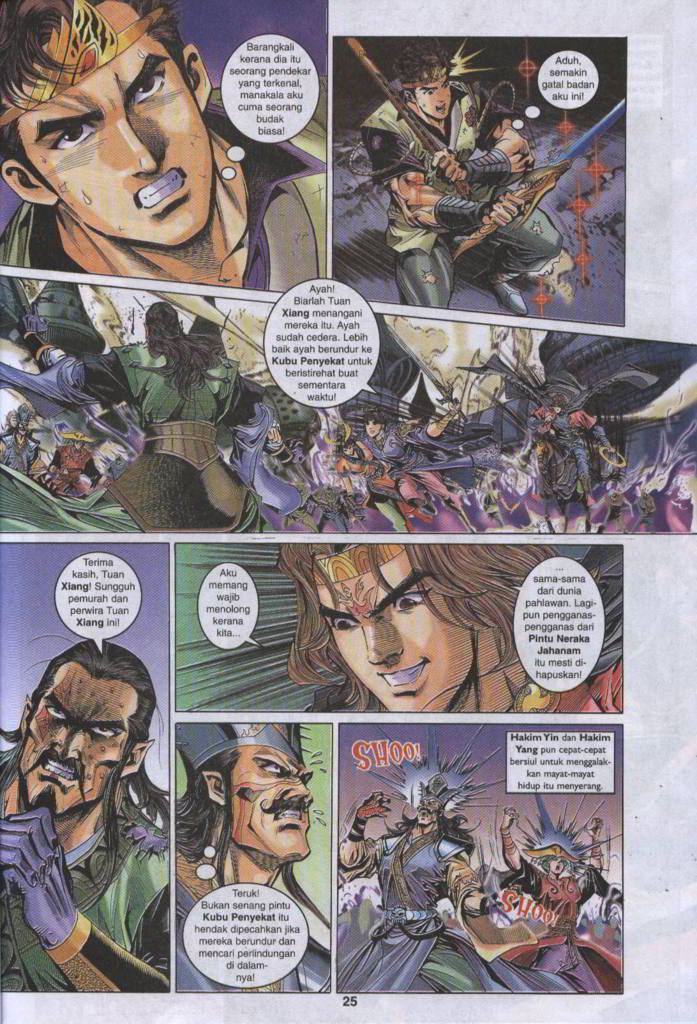 Barangkali
kerana dia itu
seorang pendekar
yang terkenal,
manakala aku
cuma seorang
budak
biasa!
Aduh,
semakin
gatal badan
aku ini!
Ayah!
Biarlah Tuan
Xiang menangani
mereka itu. Ayah
sudah cedera. Lebih
baik ayah berundur ke
Kubu Penyekat untuk
beristirehat buat
sementara
waktu!
Terima
kasih, Tuan
Xiang! Sungguh
pemurah dan
perwira Tuan
Xiang ini!
Aku
memang
wajib
menolong
kerana
kita...
...
sama-sama
dari dunia
pahlawan. Lagi-
pun pengganas-
pengganas dari
Pintu Neraka
Jahanam
itu mesti di-
hapuskan!
Teruk!
Bukan senang pintu
Kubu Penyekat itu
hendak dipecahkan jika
mereka berundur dan
mencari perlindungan
di dalam-
nya!
SHOO!
Hakim Yin dan Hakim
Yang pun cepat-cepat
bersiul untuk menggalak-
kan mayat-mayat
hidup itu menyerang.
SHOO!
25